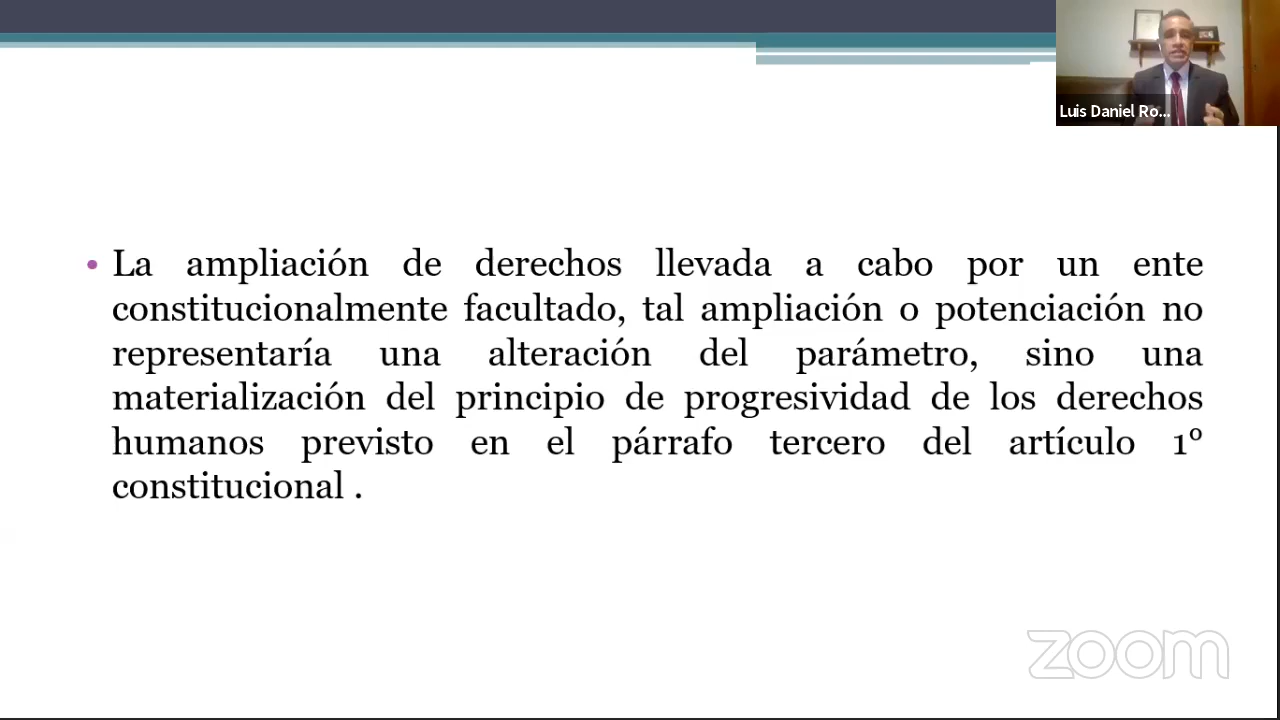 Luis Daniel Ro...
• La ampliación de derechos llevada a cabo por un ente
constitucionalmente facultado, tal ampliación o potenciación no
representaría una alteración del parámetro, sino una
materialización del principio de progresividad de los derechos
humanos previsto en el párrafo tercero del artículo 1º
constitucional .
zoom